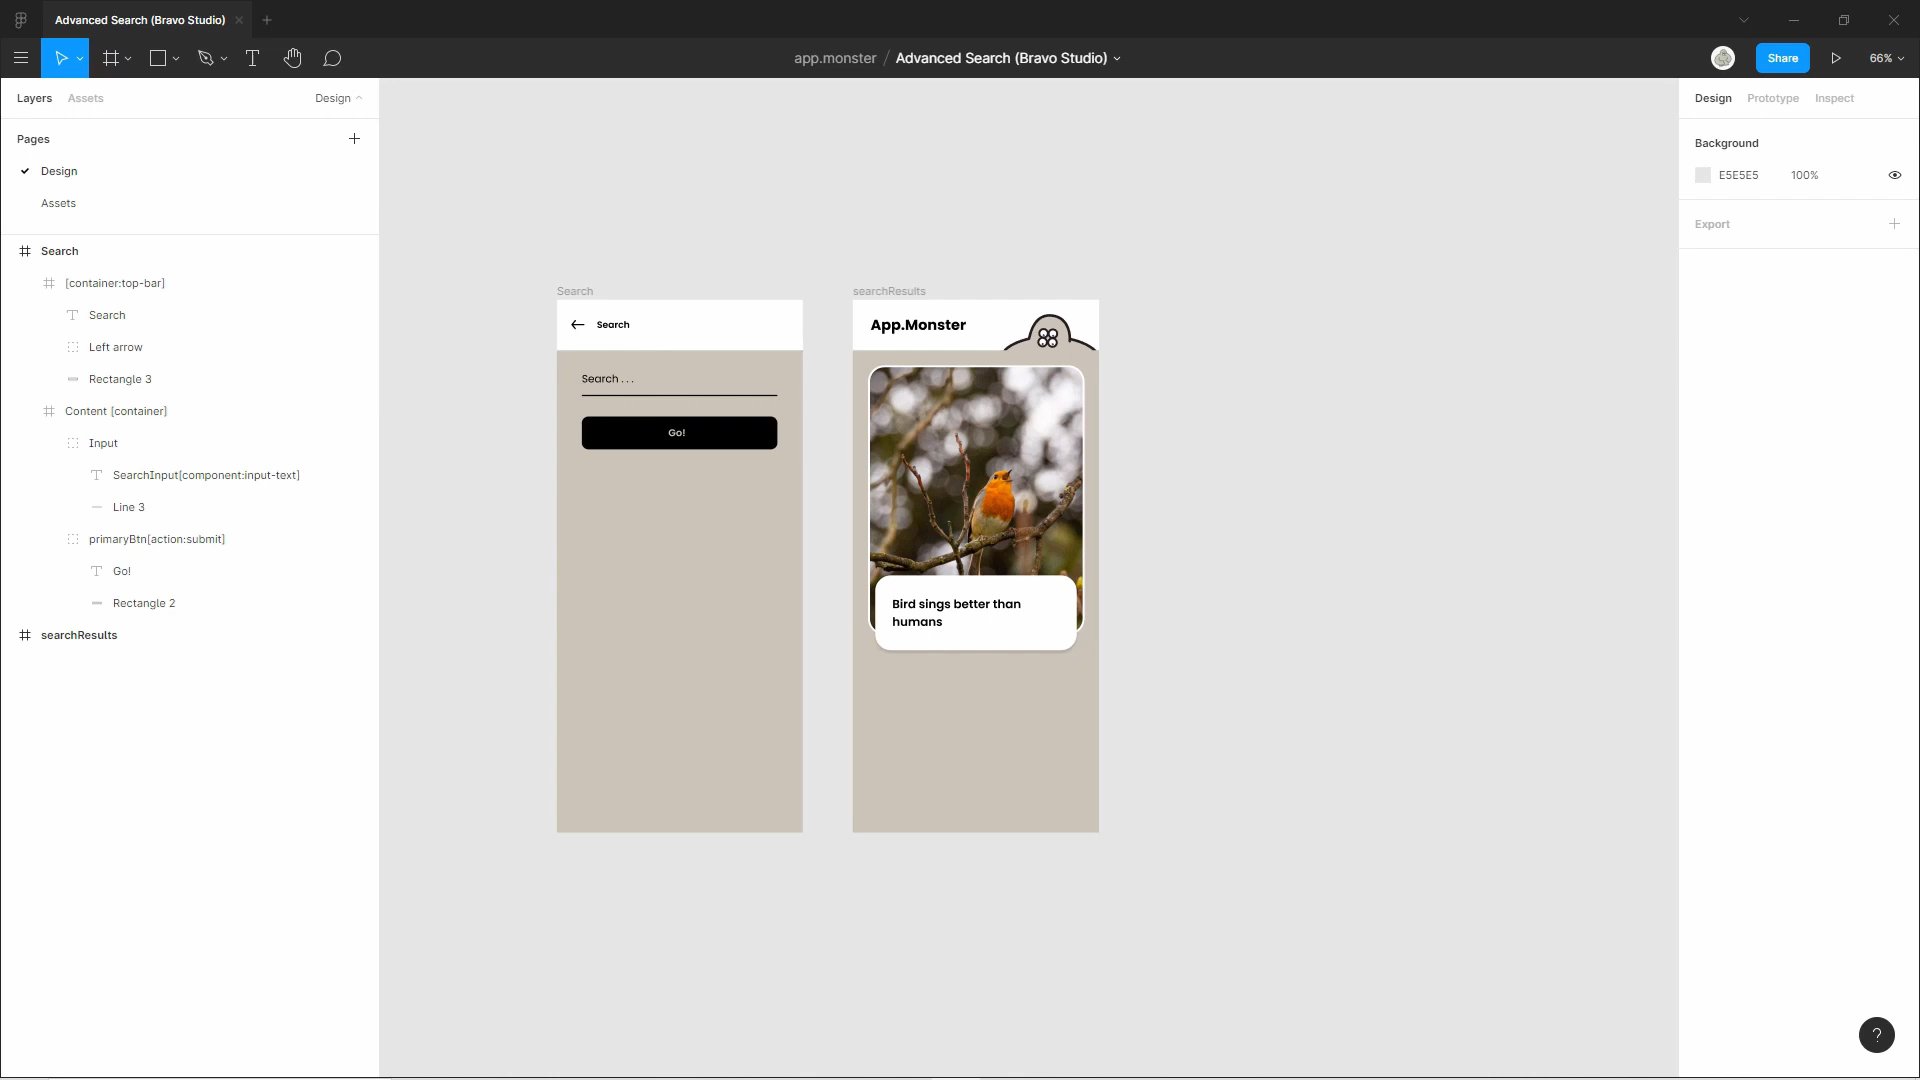 Advanced Search (Bravo Studio)
app.monster / Advanced Search (Bravo Studio)
Share
66%
Layers
Assets
Design
Pages
Design
Assets
Search
[container:top-bar]
Search
Left arrow
Rectangle 3
Content [container]
Input
SearchInput[component:input-text]
Line 3
primaryBtn[action:submit]
Go!
Rectangle 2
searchResults
Search
Search
Search . . .
Go!
searchResults
App.Monster
Bird sings better than
humans
Design
Prototype
Inspect
Background
E5E5E5
100%
Export
?